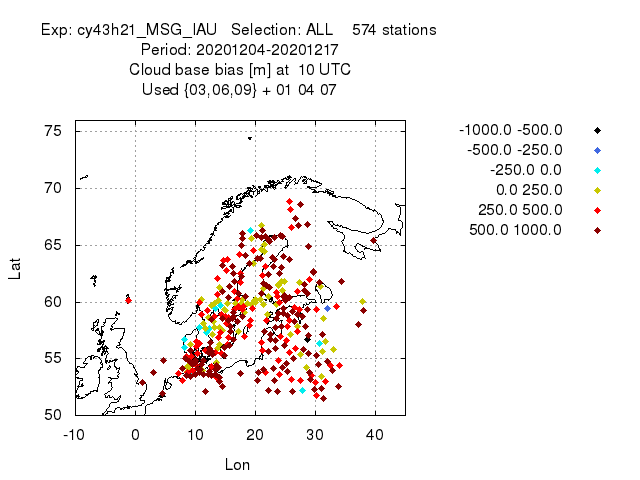 Exp: cy43h21_MSG_IAU   Selection: ALL    574 stations
Period: 20201204-20201217
Cloud base bias [m] at  10 UTC
Used {03,06,09} + 01 04 07
-1000.0 -500.0
-500.0 -250.0
-250.0 0.0
0.0 250.0
250.0 500.0
500.0 1000.0
75
70
65
60
55
50
Lat
-10 0 10 20 30 40
Lon